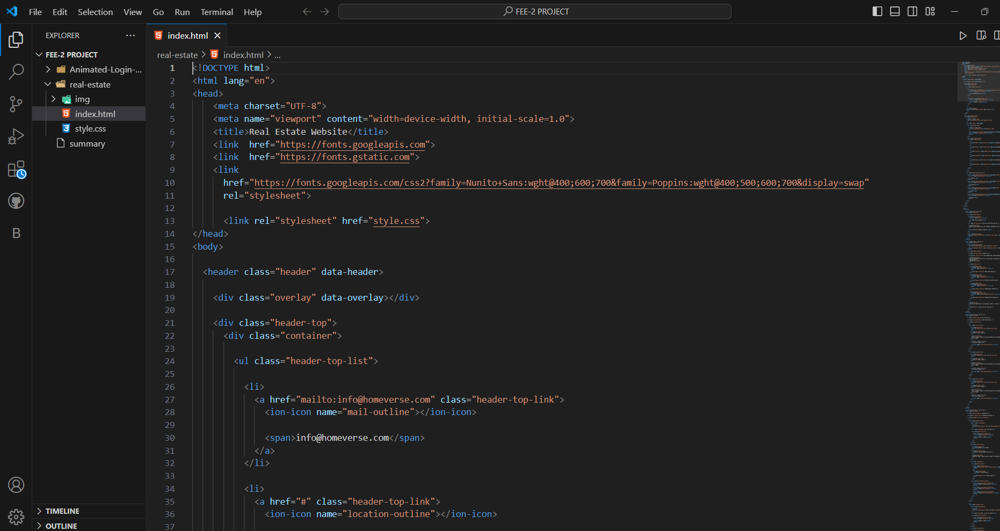 File Edit Selection View Go Run Terminal Help
FEE-2 PROJECT
EXPLORER
index.html
FEE-2 PROJECT
Animated-Login-...
real-estate
img
index.html
style.css
summary
B
TIMELINE
OUTLINE
real-estate > index.html > ...
1 <!DOCTYPE html>
2 <html lang="en">
3 <head>
4 <meta charset="UTF-8">
5 <meta name="viewport" content="width=device-width, initial-scale=1.0">
6 <title>Real Estate Website</title>
7 <link  href="https://fonts.googleapis.com">
8 <link  href="https://fonts.gstatic.com">
9 <link
10 href="https://fonts.googleapis.com/css2?family=Nunito+Sans:wght@400;600;700&family=Poppins:wght@400;500;600;700&display=swap"
11 rel="stylesheet">
12
13 <link rel="stylesheet" href="style.css">
14 </head>
15 <body>
16
17 <header class="header" data-header>
18
19 <div class="overlay" data-overlay></div>
20
21 <div class="header-top">
22 <div class="container">
23
24 <ul class="header-top-list">
25
26 <li>
27 <a href="mailto:info@homeverse.com" class="header-top-link">
28 <ion-icon name="mail-outline"></ion-icon>
29
30 <span>info@homeverse.com</span>
31 </a>
32 </li>
33
34 <li>
35 <a href="#" class="header-top-link">
36 <ion-icon name="location-outline"></ion-icon>
37